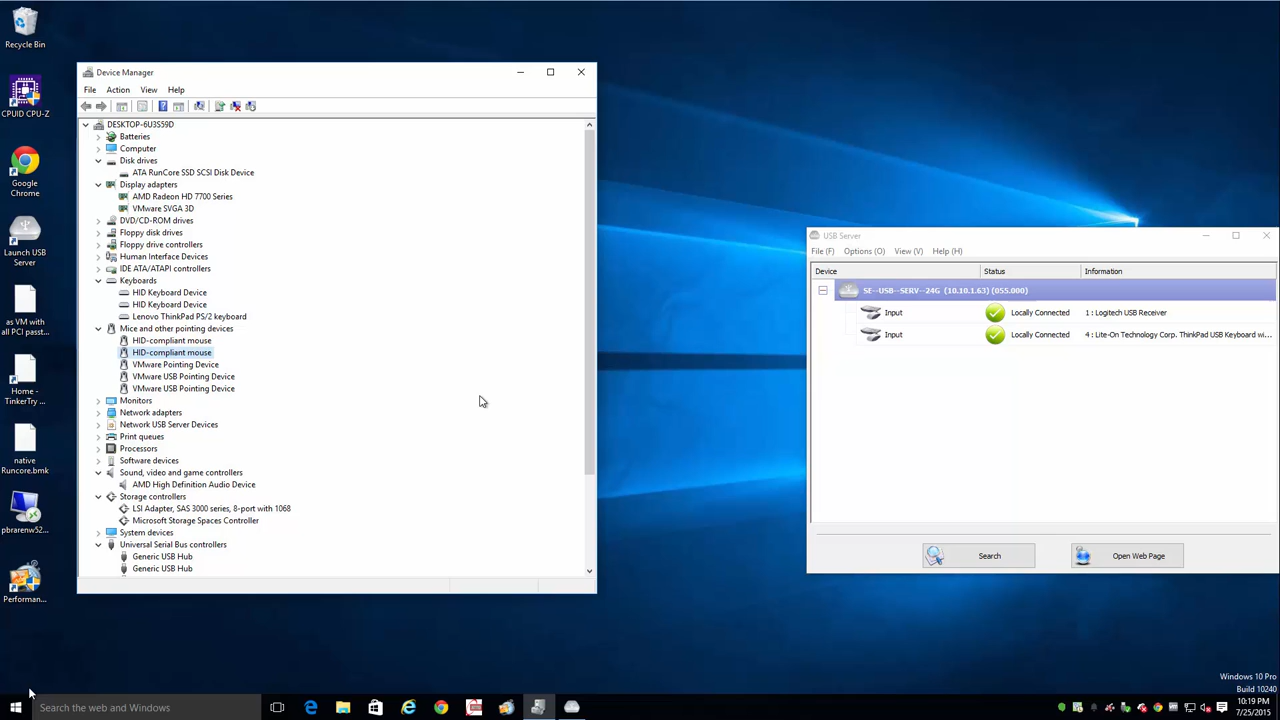 Recycle Bin
CPUID CPU-Z
Google
Chrome
Launch USB
Server
as VM with
all PCI passt...
Home -
TinkerTry ...
native
Runcore.bmk
pbrarenw52...
Performan...
Device Manager
File Action View Help
DESKTOP-6U3S59D
Batteries
Computer
Disk drives
ATA RunCore SSD SCSI Disk Device
Display adapters
AMD Radeon HD 7700 Series
VMware SVGA 3D
DVD/CD-ROM drives
Floppy disk drives
Floppy drive controllers
Human Interface Devices
IDE ATA/ATAPI controllers
Keyboards
HID Keyboard Device
HID Keyboard Device
Lenovo ThinkPad PS/2 keyboard
Mice and other pointing devices
HID-compliant mouse
HID-compliant mouse
VMware Pointing Device
VMware USB Pointing Device
VMware USB Pointing Device
Monitors
Network adapters
Network USB Server Devices
Print queues
Processors
Software devices
Sound, video and game controllers
AMD High Definition Audio Device
Storage controllers
LSI Adapter, SAS 3000 series, 8-port with 1068
Microsoft Storage Spaces Controller
System devices
Universal Serial Bus controllers
Generic USB Hub
Generic USB Hub
USB Server
File (F) Options (O) View (V) Help (H)
Device Status Information
SE--USB--SERV--24G (10.10.1.63) (055.000)
Input Locally Connected 1 : Logitech USB Receiver
Input Locally Connected 4 : Lite-On Technology Corp. ThinkPad USB Keyboard wi...
Search Open Web Page
Windows 10 Pro
Build 10240
Search the web and Windows
10:19 PM
7/25/2015